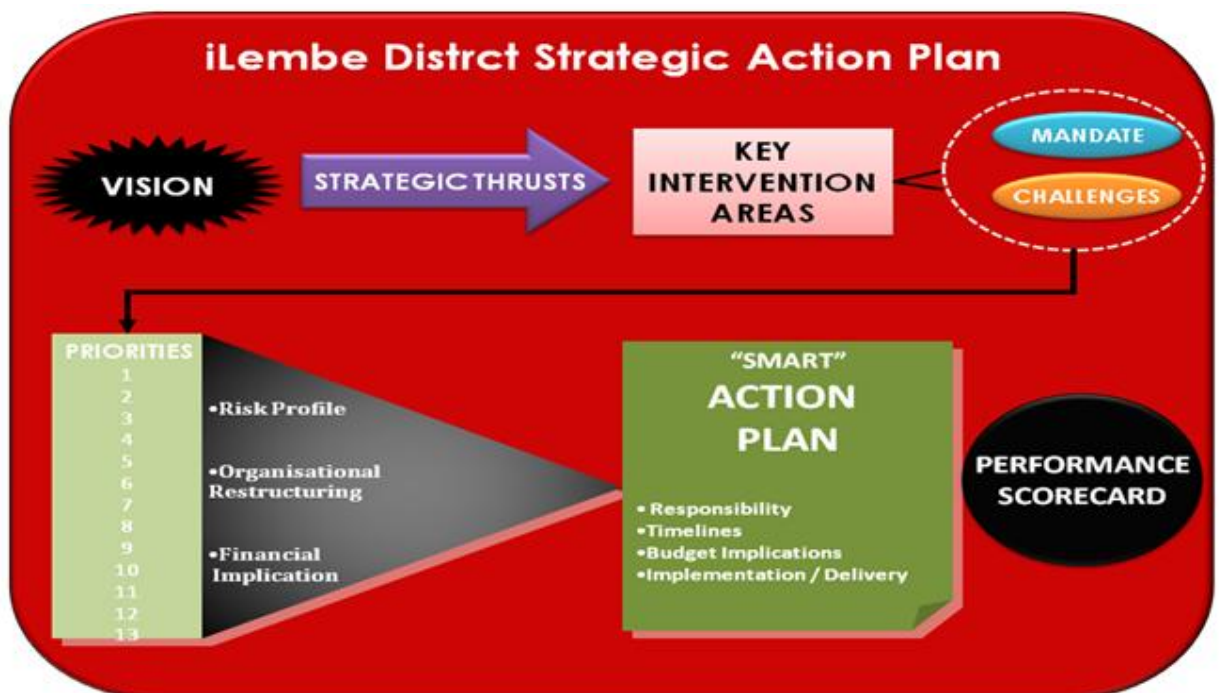 iLembe Distrct Strategic Action Plan
VISION
STRATEGIC THRUSTS
KEY
INTERVENTION
AREAS
MANDATE
CHALLENGES
PRIORITIES
1
2
3
4
5
6
7
8
9
10
11
12
13
•Risk Profile
•Organisational
Restructuring
•Financial
Implication
“SMART”
ACTION
PLAN
• Responsibility
•Timelines
•Budget Implications
•Implementation / Delivery
PERFORMANCE
SCORECARD